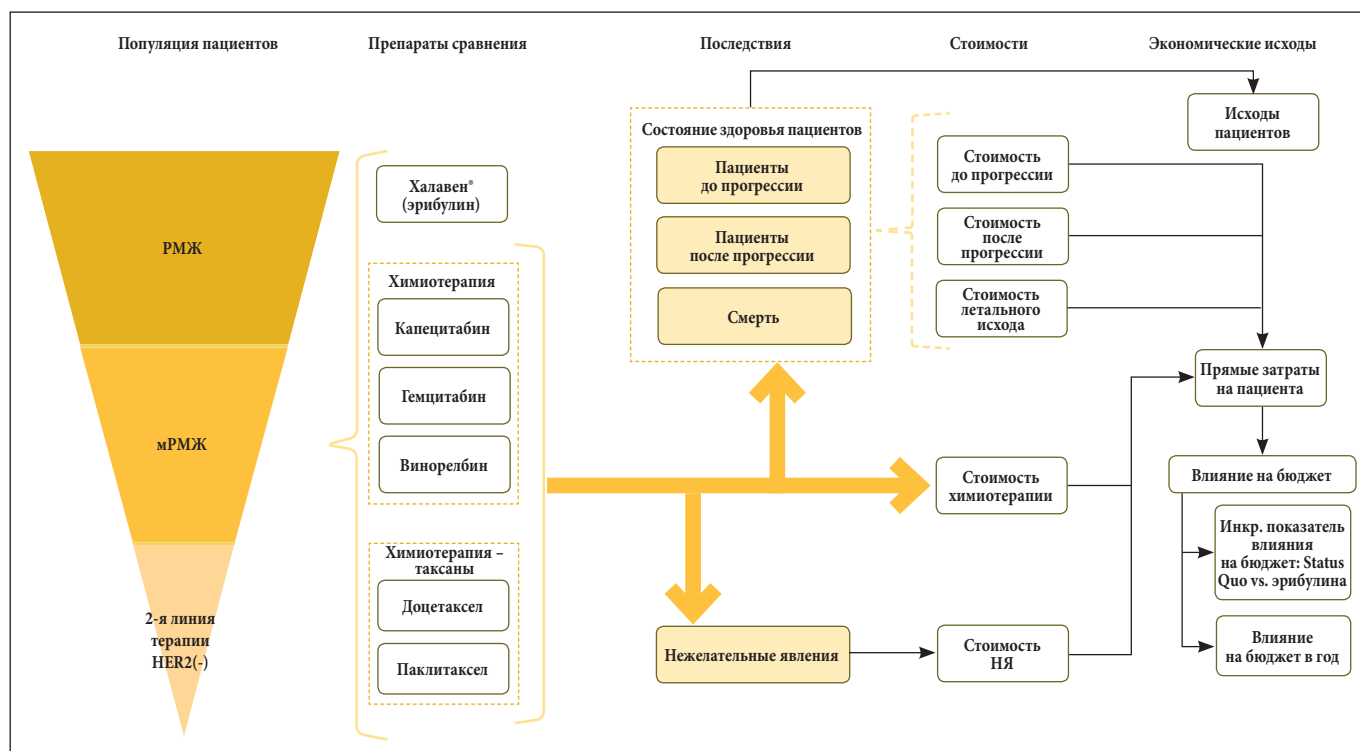 Популяция пациентов
Препараты сравнения
Последствия
Стоимости
Экономические исходы
РМЖ
мРМЖ
2-я линия
терапии
HER2(-)
Халавен®
(эрибулин)
Химиотерапия
Капецитабин
Гемцитабин
Винорелбин
Химиотерапия –
таксаны
Доцетаксел
Паклитаксел
Состояние здоровья пациентов
Пациенты
до прогрессии
Пациенты
после прогрессии
Смерть
Нежелательные явления
Стоимость
до прогрессии
Стоимость
после
прогрессии
Стоимость
летального
исхода
Стоимость
химиотерапии
Стоимость
НЯ
Исходы
пациентов
Прямые затраты
на пациента
Влияние на бюджет
Инкр. показатель
влияния
на бюджет: Status
Quo vs. эрибулина
Влияние
на бюджет в год